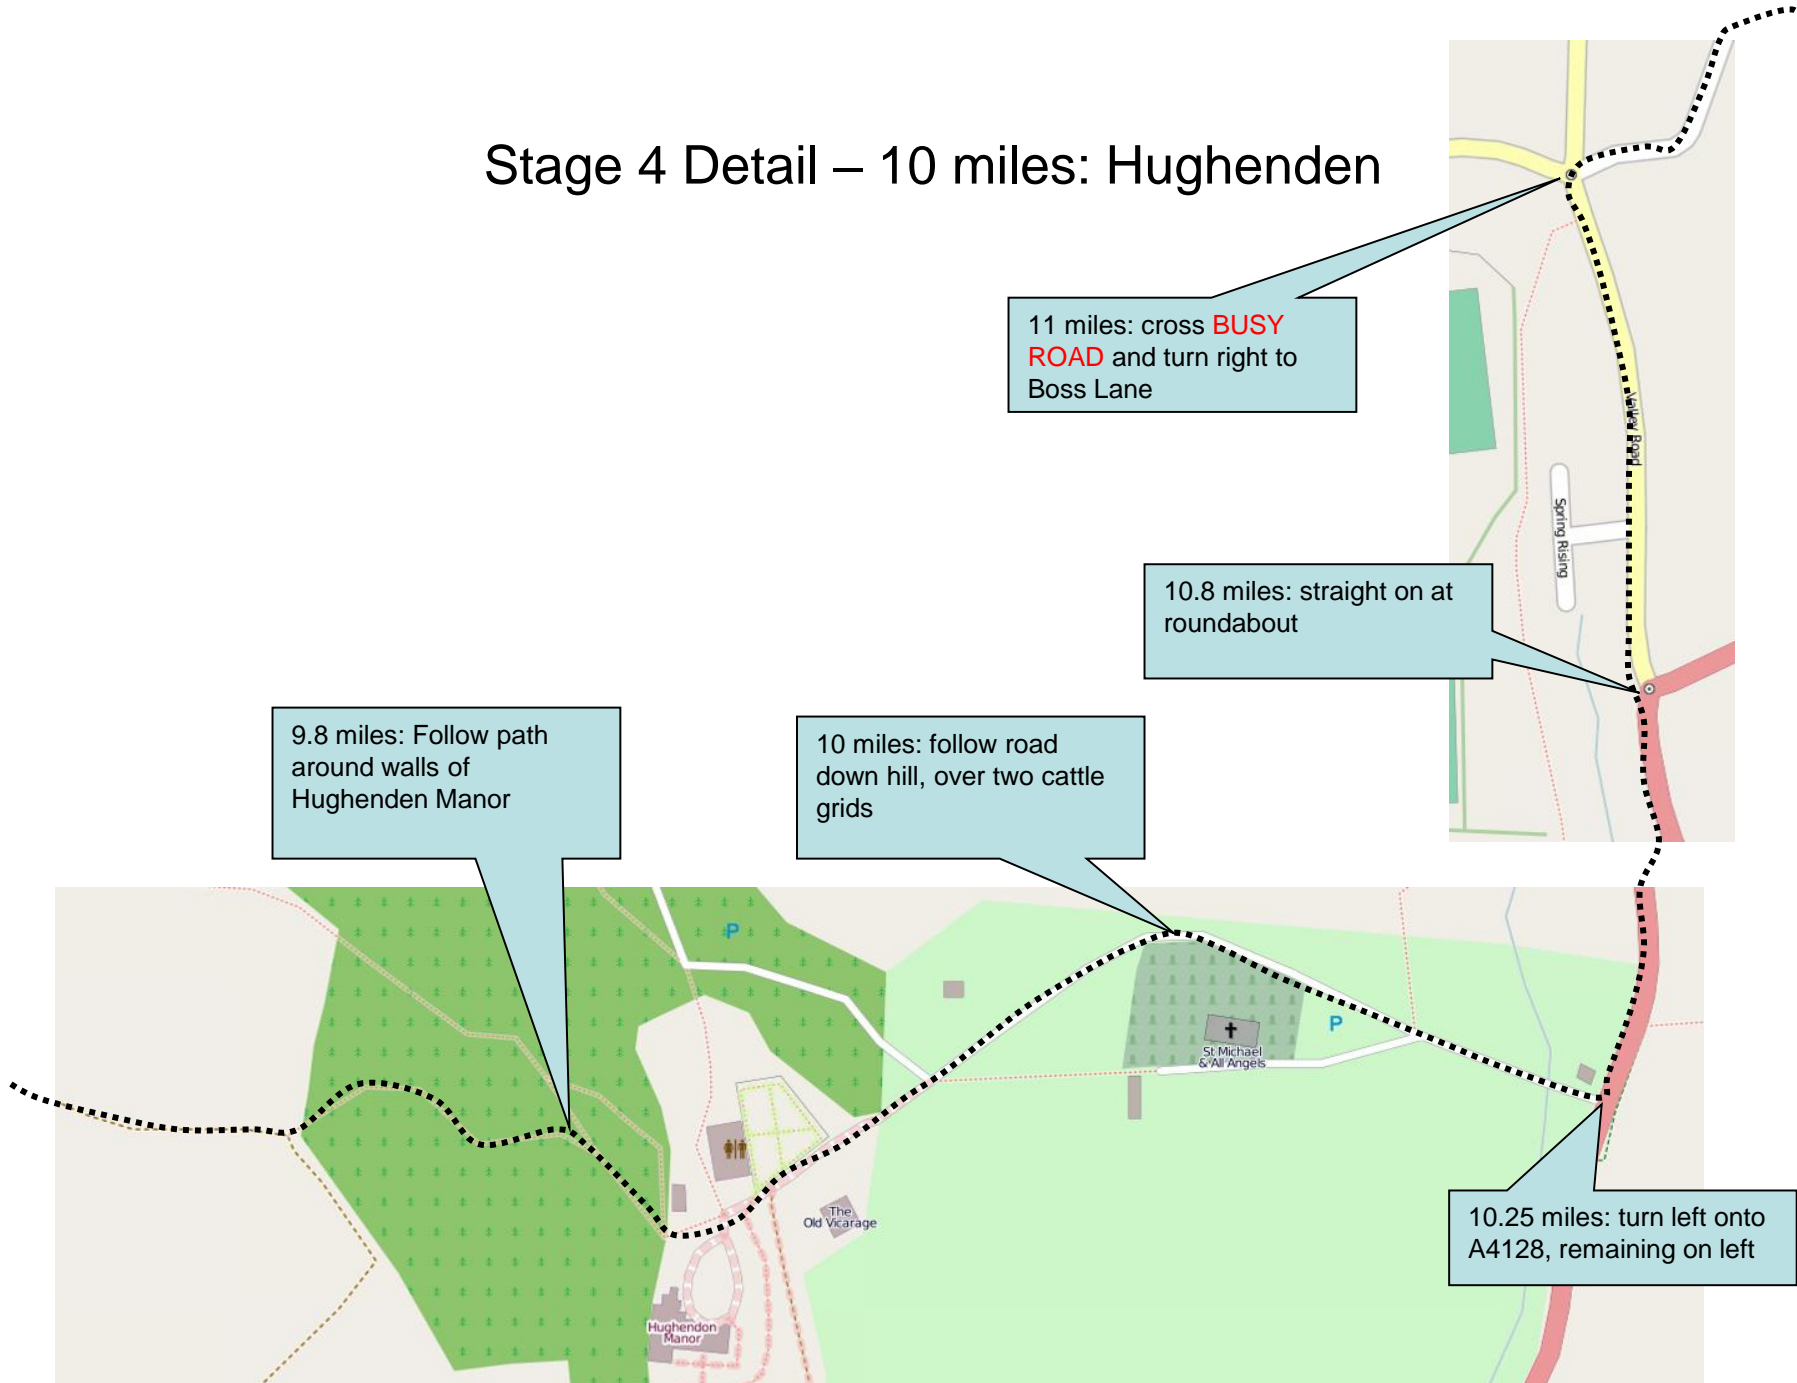 Stage 4 Detail – 10 miles: Hughenden
11 miles: cross BUSY
ROAD and turn right to
Boss Lane
Valley Road
Spring Rising
10.8 miles: straight on at
roundabout
9.8 miles: Follow path
around walls of
Hughenden Manor
10 miles: follow road
down hill, over two cattle
grids
P
P
St Michael
& All Angels
The
Old Vicarage
10.25 miles: turn left onto
A4128, remaining on left
Hughendon
Manor